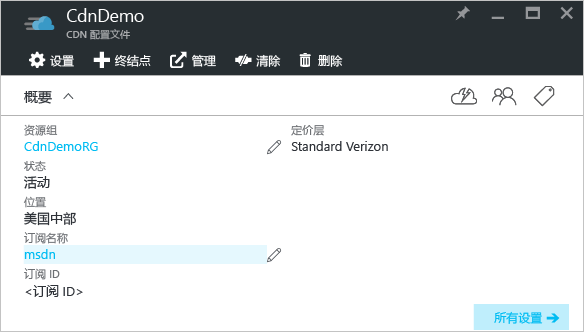 CdnDemo
CDN 配置文件
设置 终结点 管理 清除 删除
概要
资源组
CdnDemoRG
定价层
Standard Verizon
状态
活动
位置
美国中部
订阅名称
msdn
订阅 ID
<订阅 ID>
所有设置